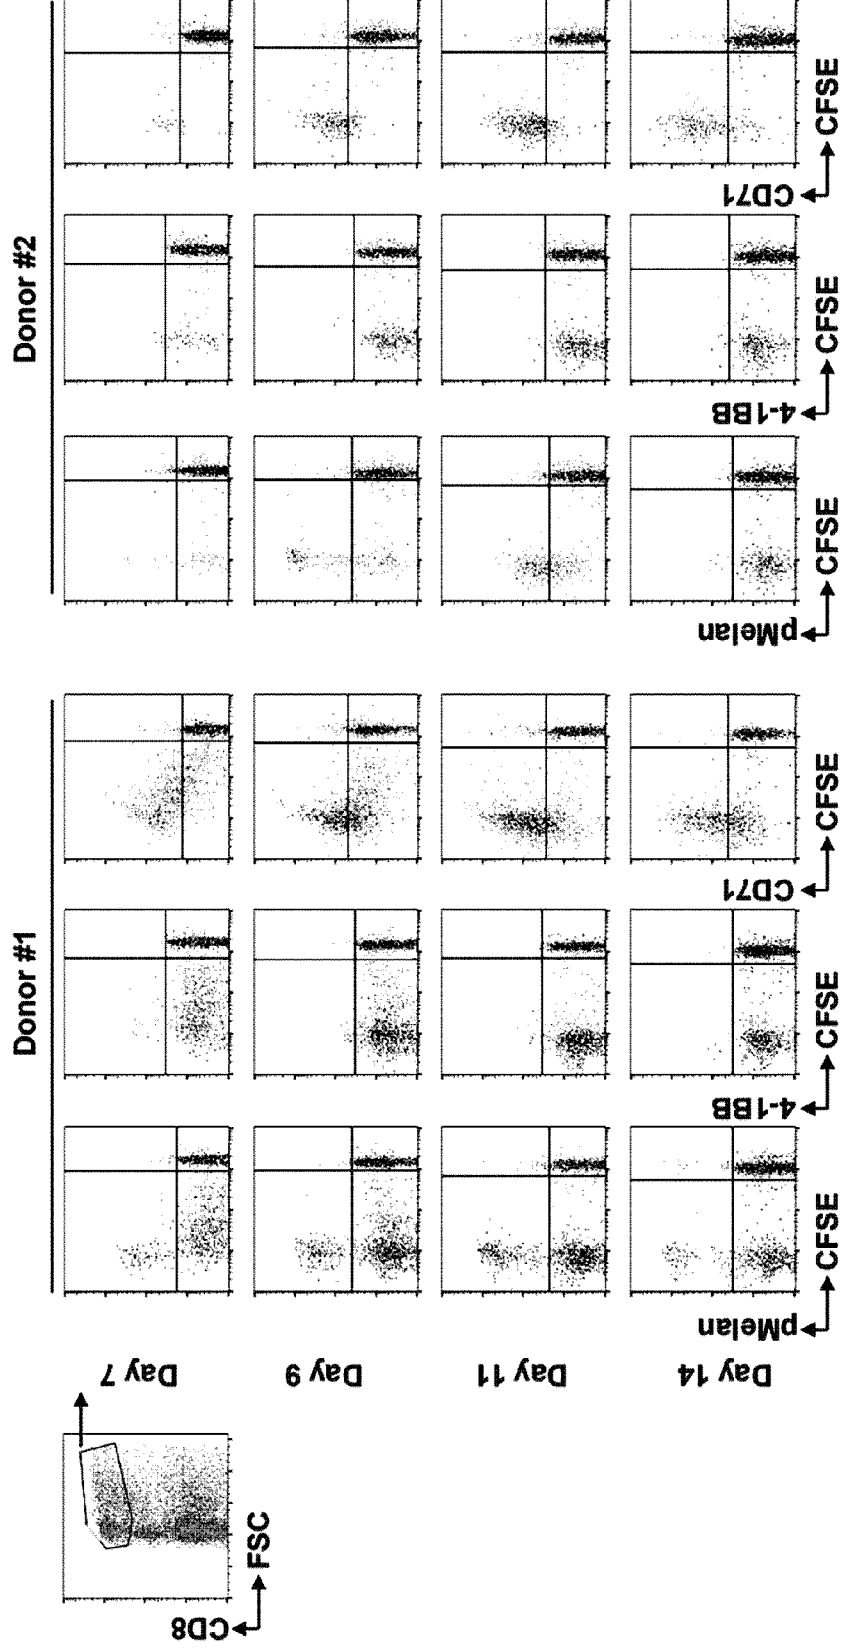 Donor #1
Donor #2
CD8
FSC
Day 7
Day 9
Day 11
Day 14
pMelan
CFSE
4-1BB
CFSE
CD71
CFSE
pMelan
CFSE
4-1BB
CFSE
CD71
CFSE